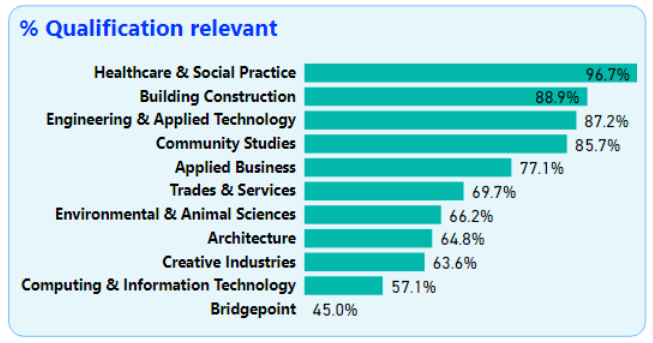 % Qualification relevant
Healthcare & Social Practice 96.7%
Building Construction 88.9%
Engineering & Applied Technology 87.2%
Community Studies 85.7%
Applied Business 77.1%
Trades & Services 69.7%
Environmental & Animal Sciences 66.2%
Architecture 64.8%
Creative Industries 63.6%
Computing & Information Technology 57.1%
Bridgepoint 45.0%